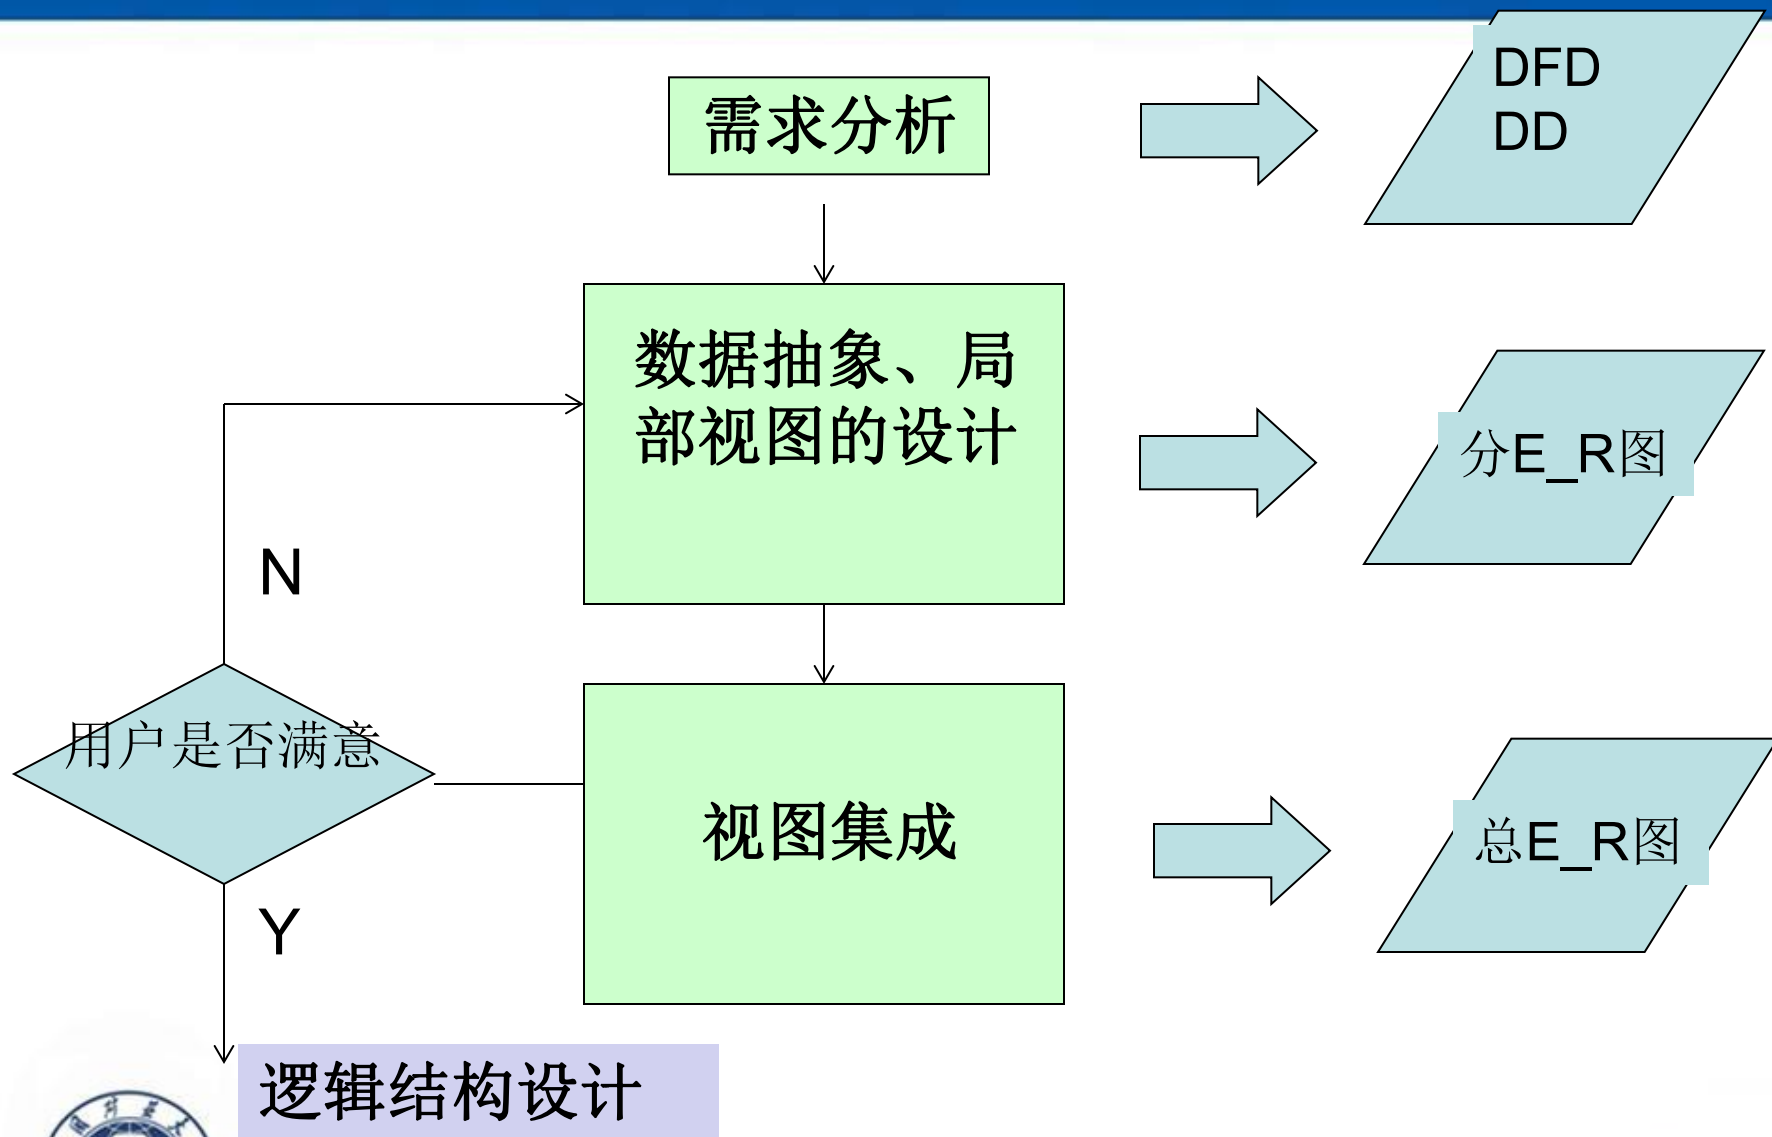 需求分析
DFD
DD
数据抽象、局
部视图的设计
分E_R图
N
用户是否满意
视图集成
总E_R图
Y
逻辑结构设计